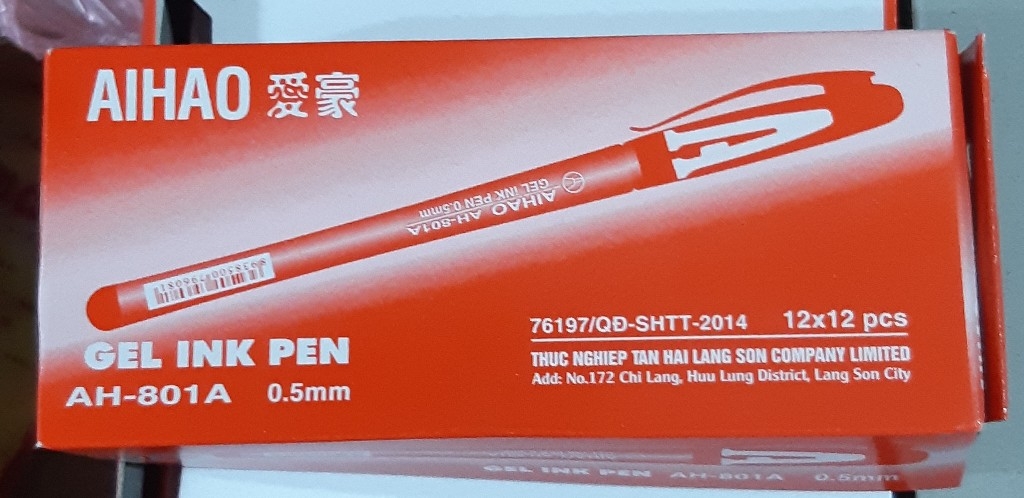 AIHAO 愛豪
AIHAO AH-801A
GEL INK PEN 0.5mm
GEL INK PEN
AH-801A 0.5mm
76197/QĐ-SHTT-2014 12x12 pcs
THUC NGHIEP TAN HAI LANG SON COMPANY LIMITED
Add: No.172 Chi Lang, Huu Lung District, Lang Son City
GEL INK PEN AH-801A 0.5mm